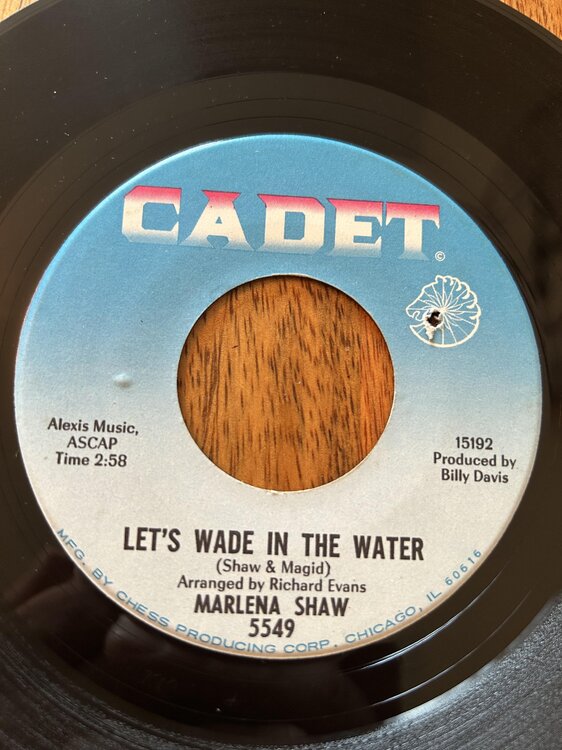 CADET
©
Alexis Music,
ASCAP
Time 2:58
15192
Produced by
Billy Davis
LET'S WADE IN THE WATER
(Shaw & Magid)
Arranged by Richard Evans
MARLENA SHAW
5549
MFG. BY CHESS PRODUCING CORP. CHICAGO, IL 60616